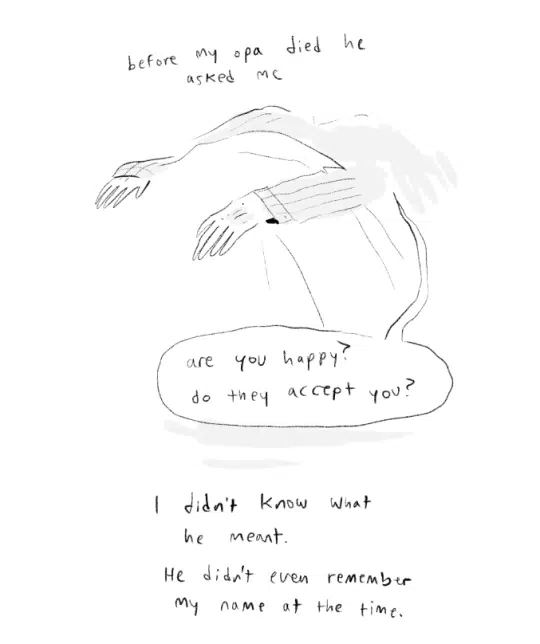 before my opa died he
asked me
are you happy?
do they accept you?
I didn't know what
he meant.
He didn't even remember
my name at the time.